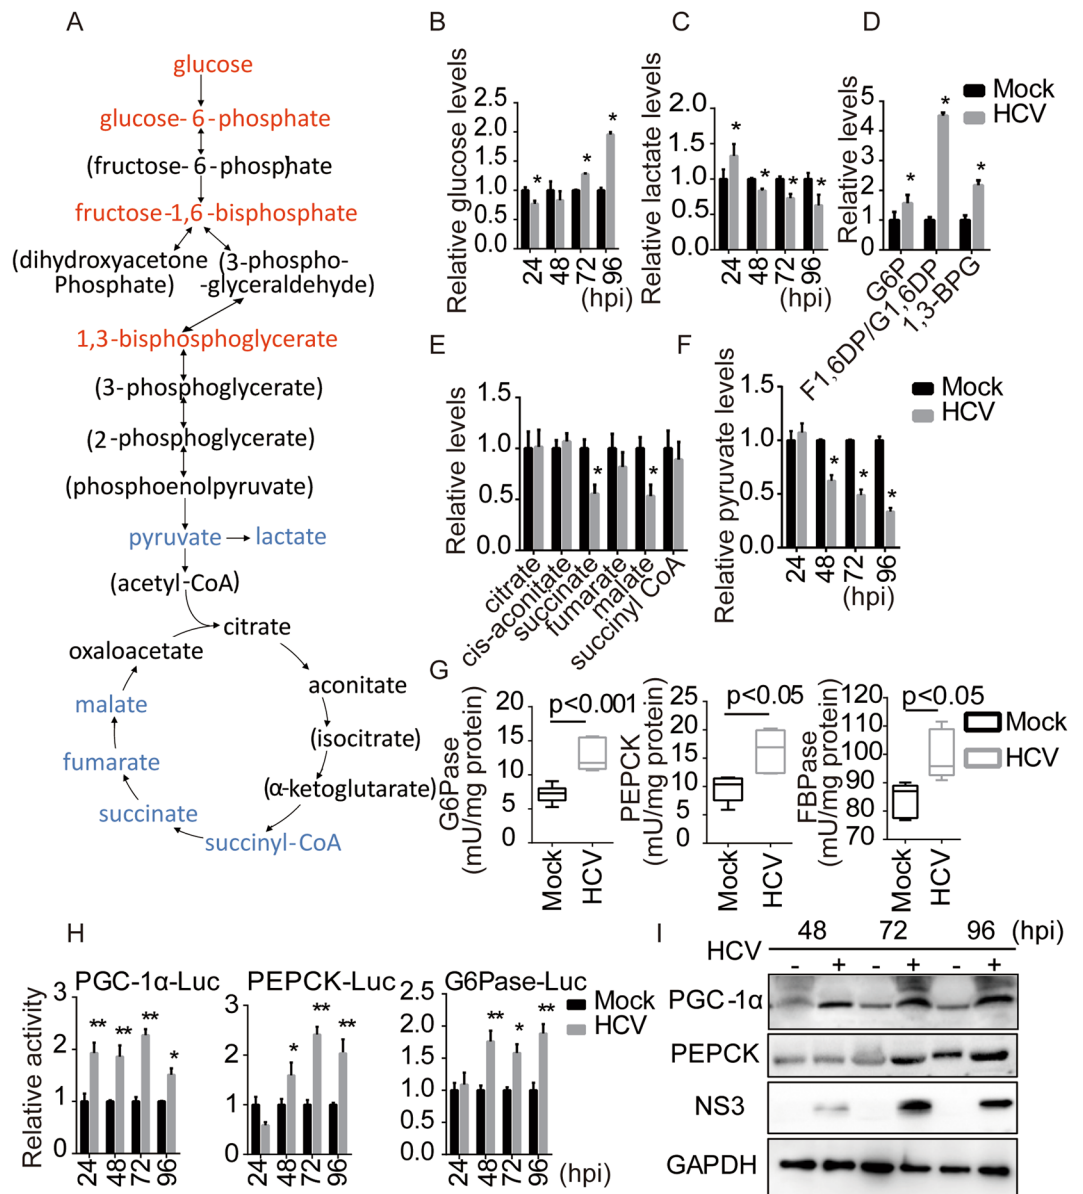 A
glucose
glucose-6-phosphate
(fructose-6-phosphate
fructose-1,6-bisphosphate
(dihydroxyacetone
Phosphate)
(3-phospho-
-glyceraldehyde)
1,3-bisphosphoglycerate
(3-phosphoglycerate)
(2-phosphoglycerate)
(phosphoenolpyruvate)
pyruvate
lactate
(acetyl-CoA)
citrate
oxaloacetate
aconitate
malate
(isocitrate)
fumarate
(α-ketoglutarate)
succinate
succinyl-CoA
B
Relative glucose levels
2.5
2.0
1.5
1.0
0.5
0.0
* * *
24 48 72 96
(hpi)
C
Relative lactate levels
2.0
1.5
1.0
0.5
0.0
* * * *
24 48 72 96
(hpi)
D
Relative levels
5
4
3
2
1
0
* * *
G6P
F1,6DP/G1,6DP
1,3-BPG
Mock
HCV
E
Relative levels
1.5
1.0
0.5
0.0
* *
citrate
cis-aconitate
succinate
fumarate
malate
succinyl CoA
F
Relative pyruvate levels
1.5
1.0
0.5
0.0
* * *
24 48 72 96
(hpi)
Mock
HCV
G
G6Pase
(mU/mg protein)
20
15
10
5
0
p<0.001
Mock
HCV
PEPCK
(mU/mg protein)
25
20
15
10
5
0
p<0.05
Mock
HCV
FBPase
(mU/mg protein)
120
110
100
90
80
70
p<0.05
Mock
HCV
Mock
HCV
H
Relative activity
PGC-1α-Luc
3
2
1
0
** ** ** *
24 48 72 96
PEPCK-Luc
3
2
1
0
* ** **
24 48 72 96
G6Pase-Luc
2.5
2.0
1.5
1.0
0.5
0.0
** * **
24 48 72 96
(hpi)
Mock
HCV
I
48 72 96 (hpi)
HCV
- + - + - +
PGC-1α
PEPCK
NS3
GAPDH